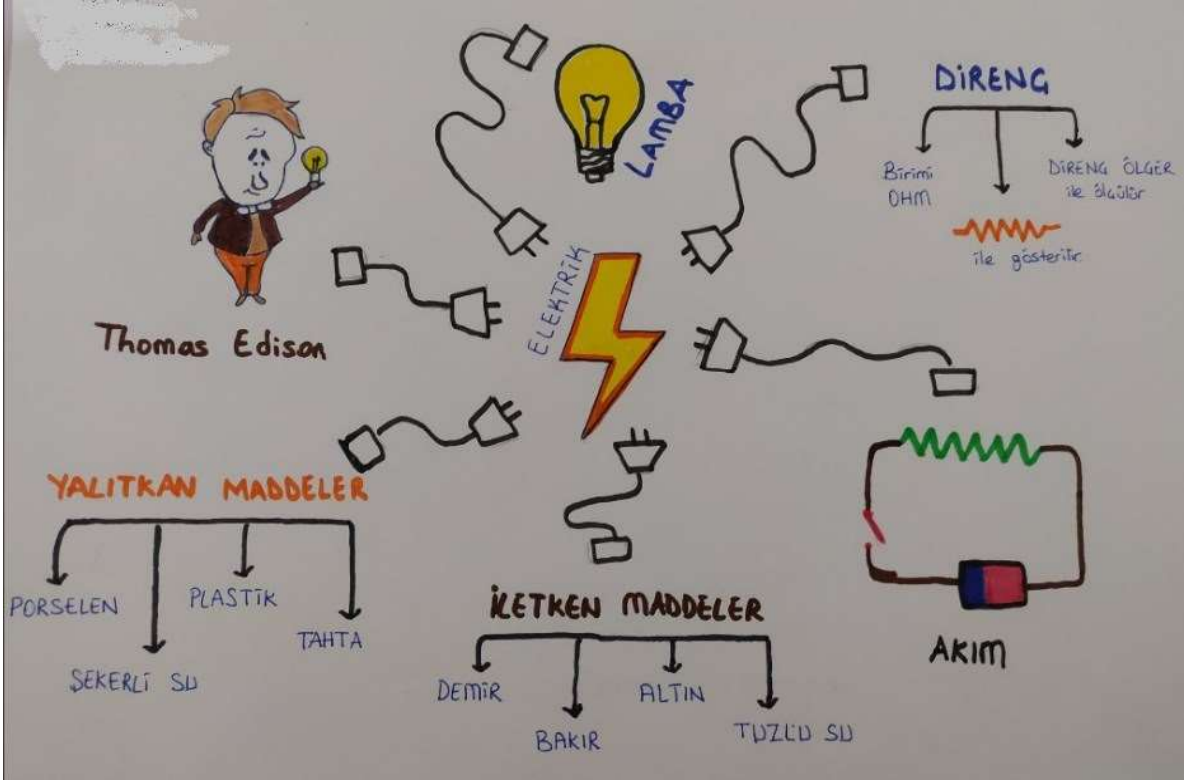 LAMBA
DİRENÇ
Birimi
OHM
DİRENÇ ÖLÇER
ile ölçülür
ile gösterilir
ELEKTRİK
Thomas Edison
YALITKAN MADDELER
PORSELEN
PLASTİK
TAHTA
ŞEKERLİ SU
İLETKEN MADDELER
DEMİR
ALTIN
BAKIR
TUZLU SU
AKIM